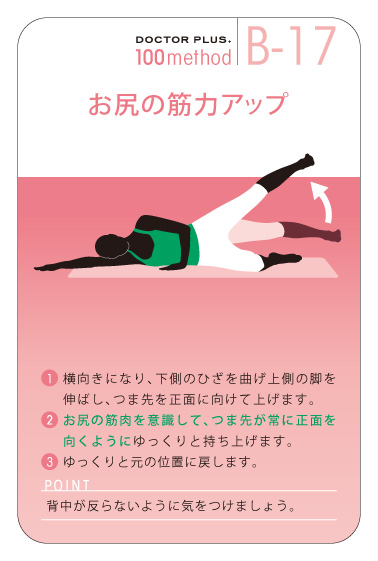 DOCTOR PLUS.
100method
B-17
お尻の筋力アップ
1 横向きになり、下側のひざを曲げ上側の脚を
伸ばし、つま先を正面に向けて上げます。
2 お尻の筋肉を意識して、つま先が常に正面を
向くようにゆっくりと持ち上げます。
3 ゆっくりと元の位置に戻します。
POINT
背中が反らないように気をつけましょう。